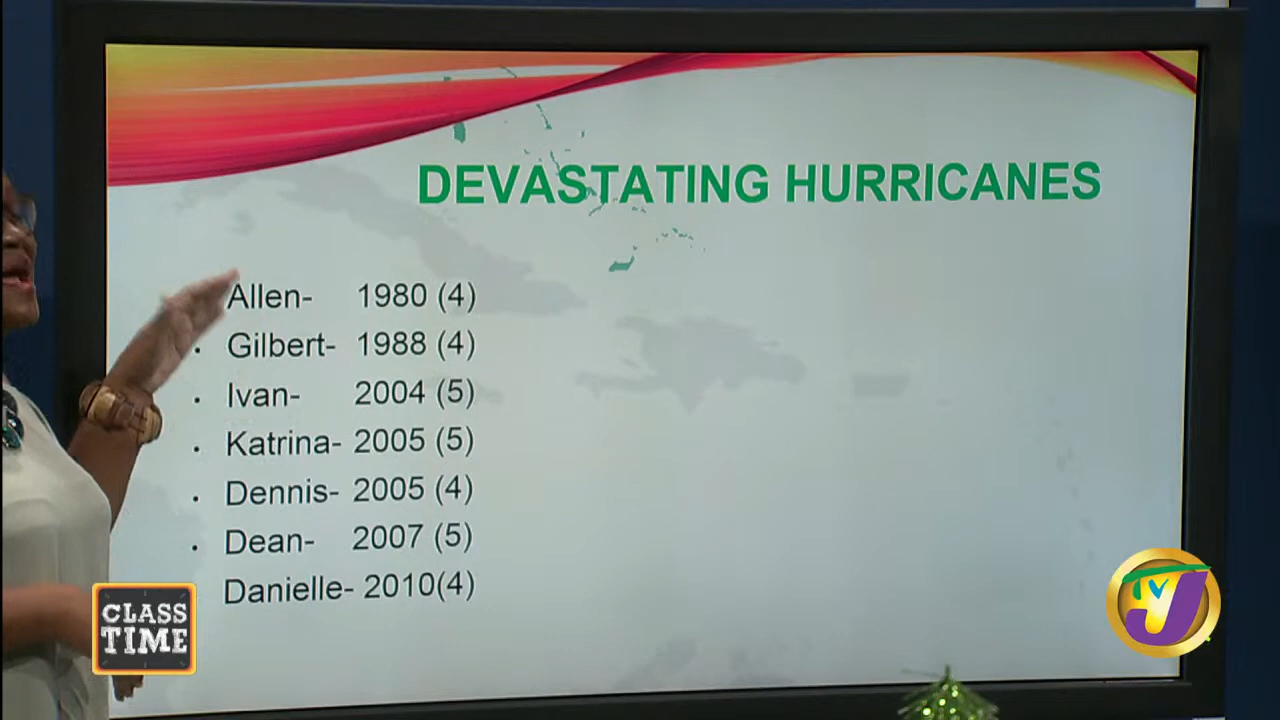 DEVASTATING HURRICANES
Allen- 1980 (4)
· Gilbert- 1988 (4)
· Ivan- 2004 (5)
· Katrina- 2005 (5)
· Dennis- 2005 (4)
· Dean- 2007 (5)
Danielle- 2010(4)
CLASS
TIME
TVJ